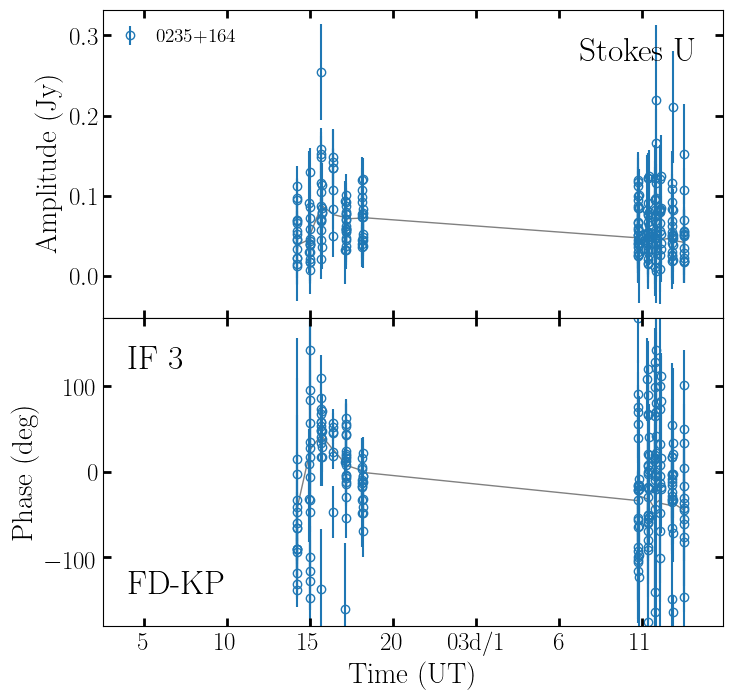 0235+164
Stokes U
0.3
0.2
0.1
0.0
Amplitude (Jy)
IF 3
100
0
−100
Phase (deg)
FD-KP
5 10 15 20 03d/1 6 11
Time (UT)